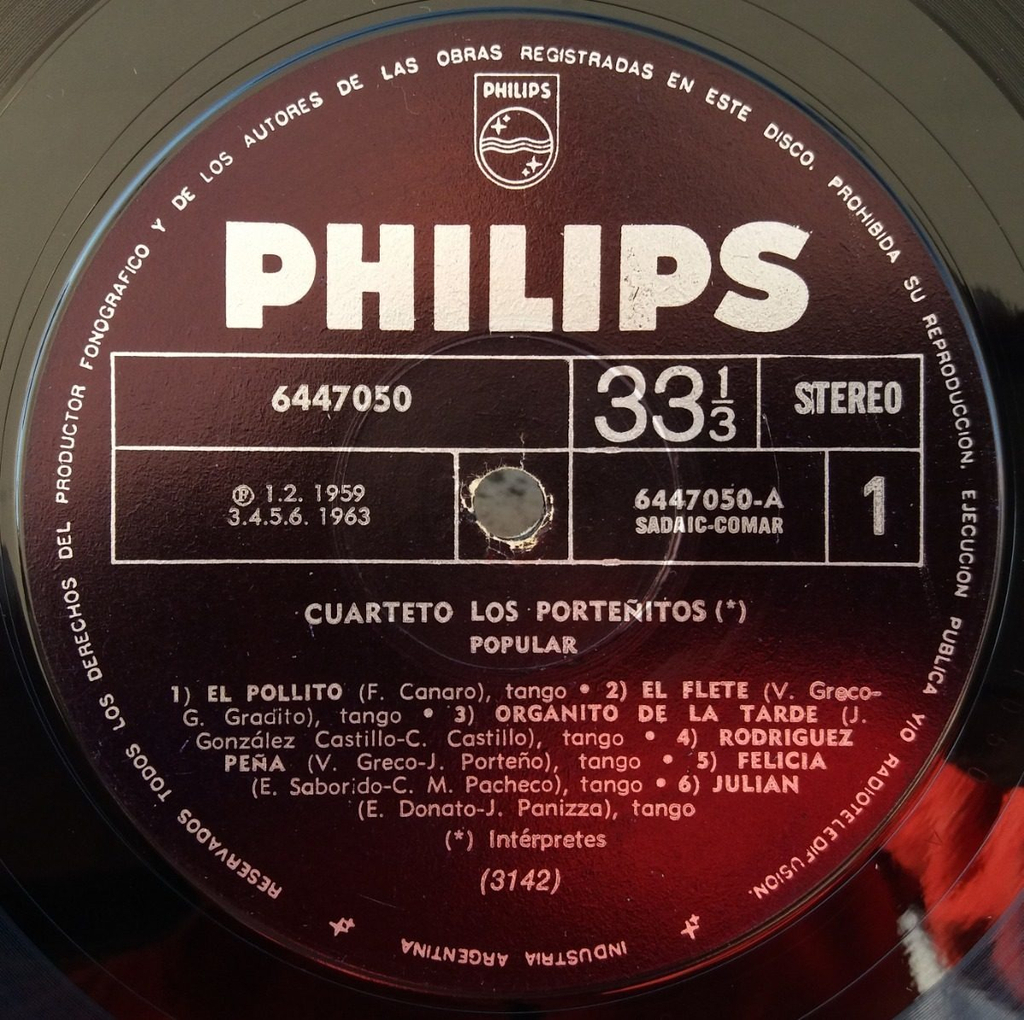 RESERVADOS TODOS LOS DERECHOS DEL PRODUCTOR FONOGRAFICO Y DE LOS AUTORES DE LAS OBRAS REGISTRADAS EN ESTE DISCO. PROHIBIDA SU REPRODUCCION. EJECUCION PUBLICA Y/O RADIOTELEDIFUSION.
PHILIPS
PHILIPS
6447050
33 1/3
STEREO
℗ 1.2. 1959
3.4.5.6. 1963
6447050-A
SADAIC-COMAR
1
CUARTETO LOS PORTEÑITOS (*)
POPULAR
1) EL POLLITO (F. Canaro), tango • 2) EL FLETE (V. Greco-
G. Gradito), tango • 3) ORGANITO DE LA TARDE (J.
González Castillo-C. Castillo), tango • 4) RODRIGUEZ
PEÑA (V. Greco-J. Porteño), tango • 5) FELICIA
(E. Saborido-C. M. Pacheco), tango • 6) JULIAN
(E. Donato-J. Panizza), tango
(*) Intérpretes
(3142)
INDUSTRIA ARGENTINA